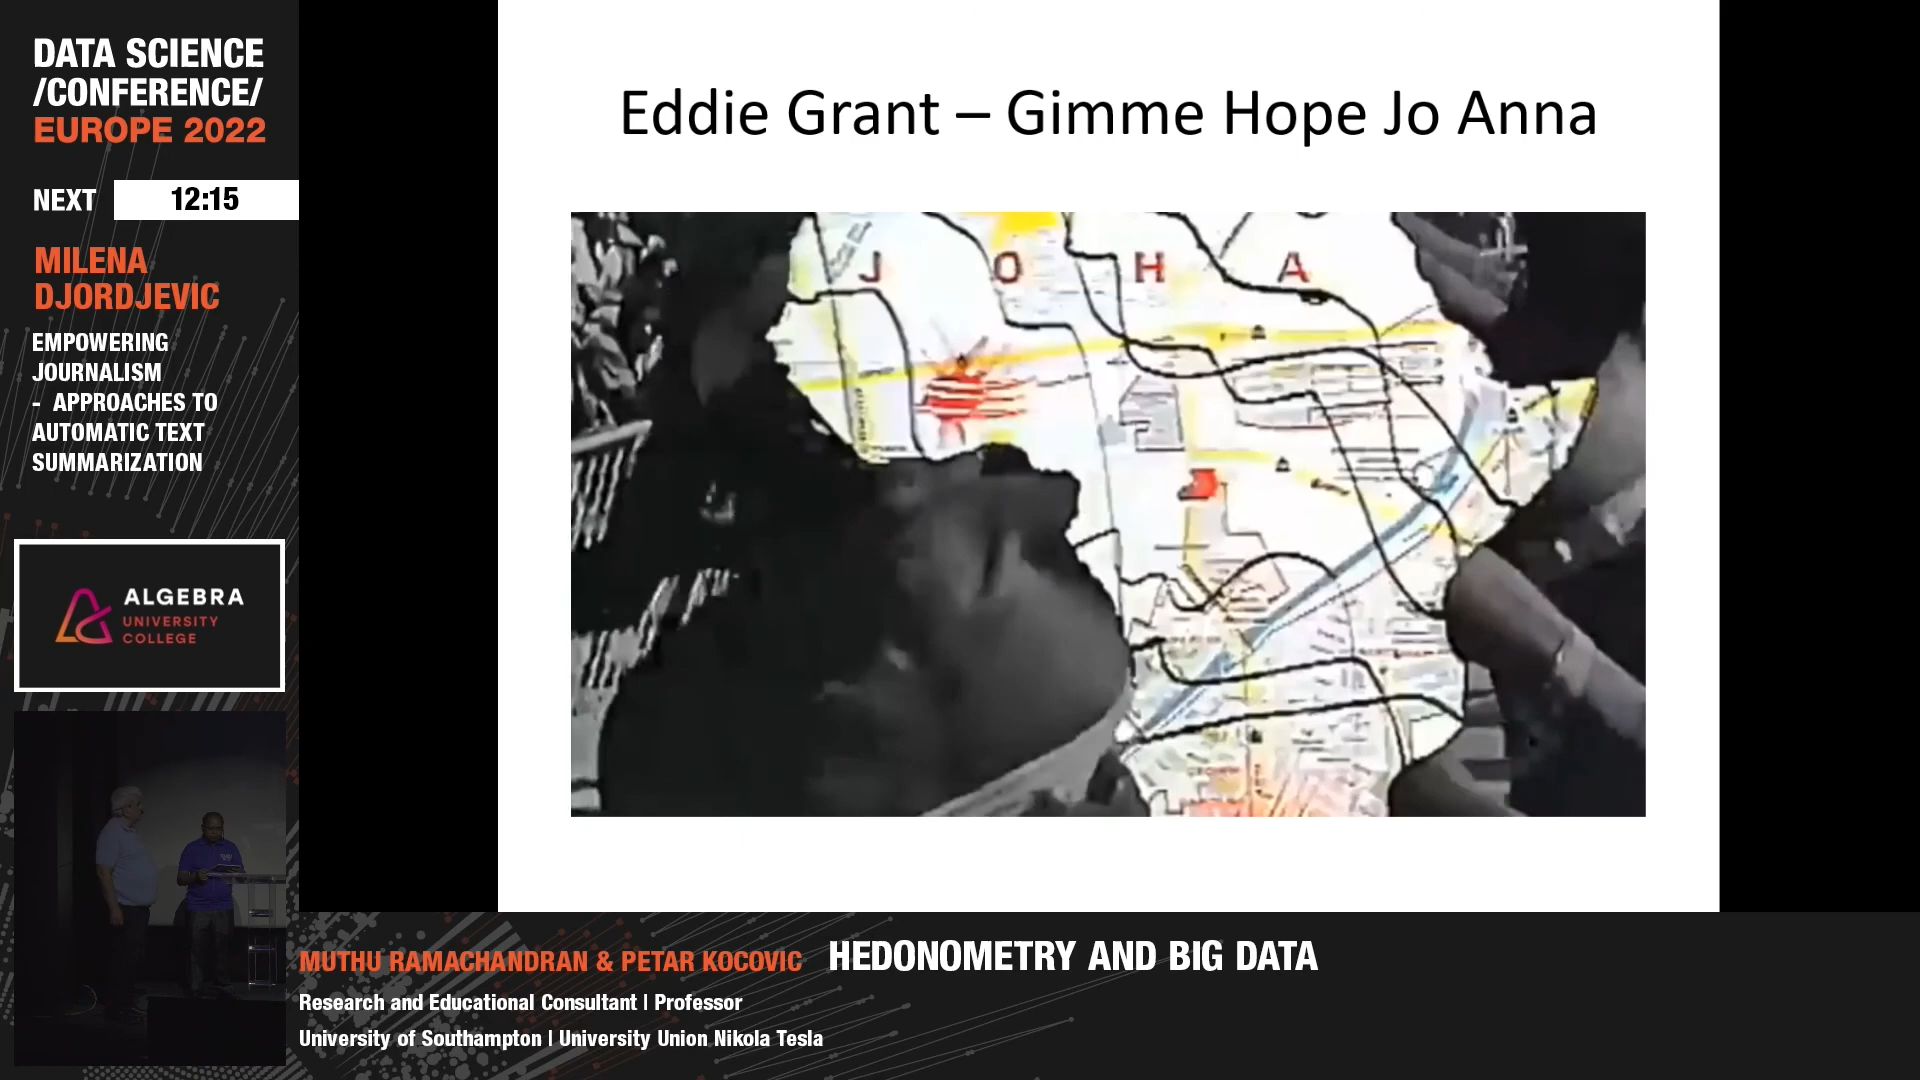 DATA SCIENCE
/CONFERENCE/
EUROPE 2022
NEXT 12:15
MILENA
DJORDJEVIC
EMPOWERING
JOURNALISM
- APPROACHES TO
AUTOMATIC TEXT
SUMMARIZATION
ALGEBRA
UNIVERSITY
COLLEGE
Eddie Grant – Gimme Hope Jo Anna
J O H A
MUTHU RAMACHANDRAN & PETAR KOCOVIC HEDONOMETRY AND BIG DATA
Research and Educational Consultant | Professor
University of Southampton | University Union Nikola Tesla